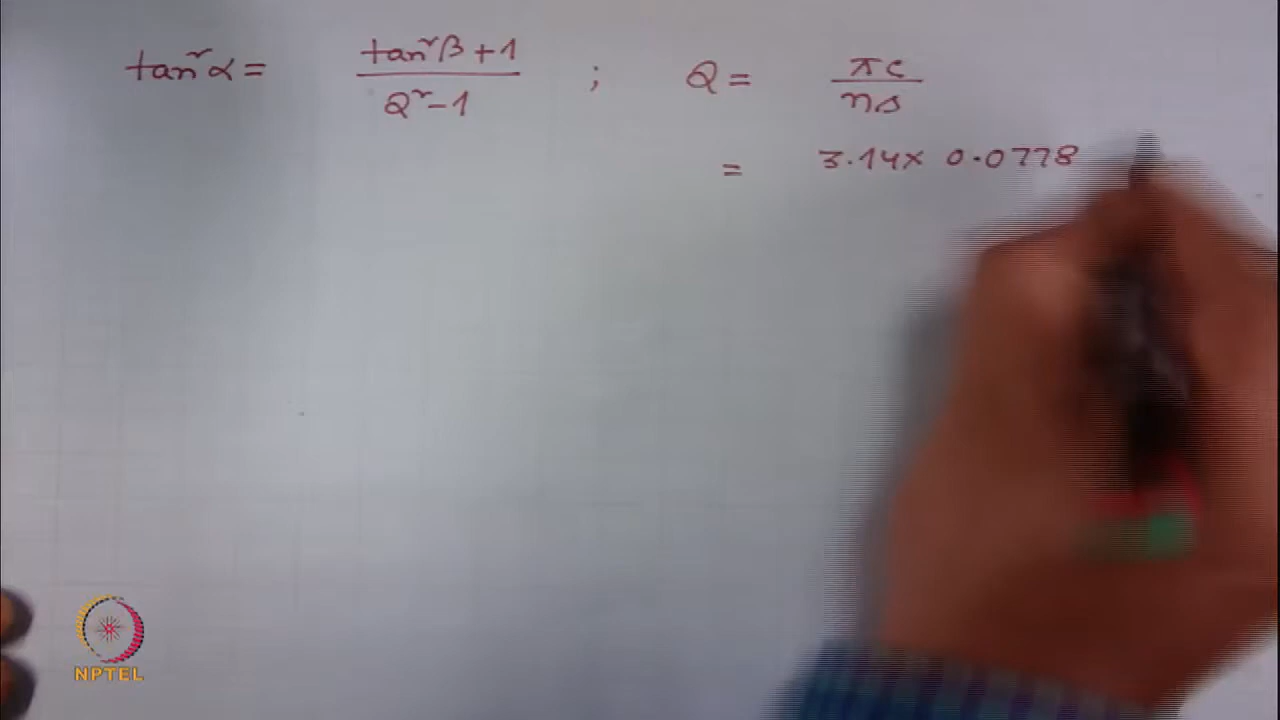 tan²α = tan²β + 1 / Q² - 1 ; Q = πc / ns
= 3.14 × 0.0778
NPTEL